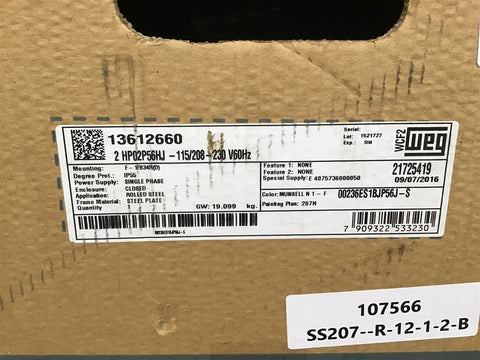 13612660
2 HP02P56HJ -115/208-230 V60Hz
Mounting: F-
Degree Prot.: IP55
Power Supply: SINGLE PHASE
Enclosure: CLOSED
Application: ROLLED STEEL
Frame Material: STEEL PLATE
GW: 19.099 kg.
Serial:
Lot: 1521727
Exp.: SIM
WCF2
WEG
Feature 1: NONE
Feature 2: NONE
Special Supply: E 4075736000050
21725419
09/07/2016
Color: MUNSELL N 1 - F
00236ES1BJP56J-S
Painting Plan: 207N
7 909322 533230
107566
SS207--R-12-1-2-B